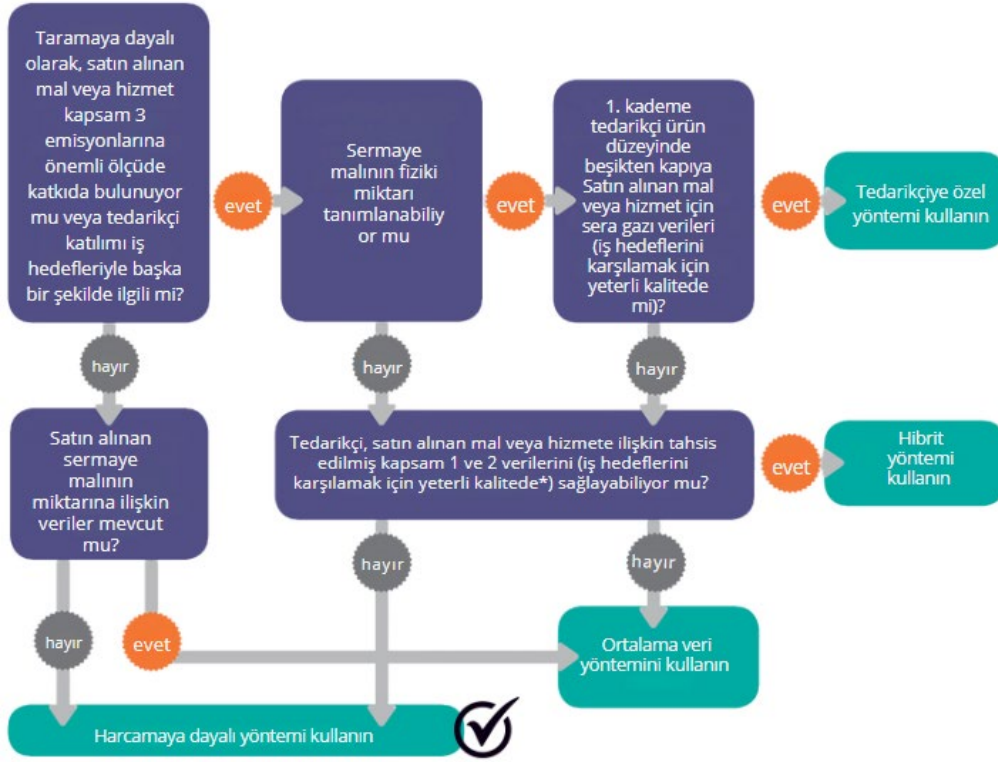 Taramaya dayalı
olarak, satın alınan
mal veya hizmet
kapsam 3
emisyonlarına
önemli ölçüde
katkıda bulunuyor
mu veya tedarikçi
katılımı iş
hedefleriyle başka
bir şekilde ilgili mi?
evet
Sermaye
malının fiziki
miktarı
tanımlanabiliy
or mu
evet
1. kademe
tedarikçi ürün
düzeyinde
beşikten kapıya
Satın alınan mal
veya hizmet için
sera gazı verileri
(iş hedeflerini
karşılamak için
yeterli kalitede
mi)?
evet
Tedarikçiye özel
yöntemi kullanın
hayır
hayır
hayır
Satın alınan
sermaye
malının
miktarına ilişkin
veriler mevcut
mu?
Tedarikçi, satın alınan mal veya hizmete ilişkin tahsis
edilmiş kapsam 1 ve 2 verilerini (iş hedeflerini
karşılamak için yeterli kalitede*) sağlayabiliyor mu?
evet
Hibrit
yöntemi
kullanın
hayır
hayır
hayır
evet
Ortalama veri
yöntemini kullanın
Harcamaya dayalı yöntemi kullanın